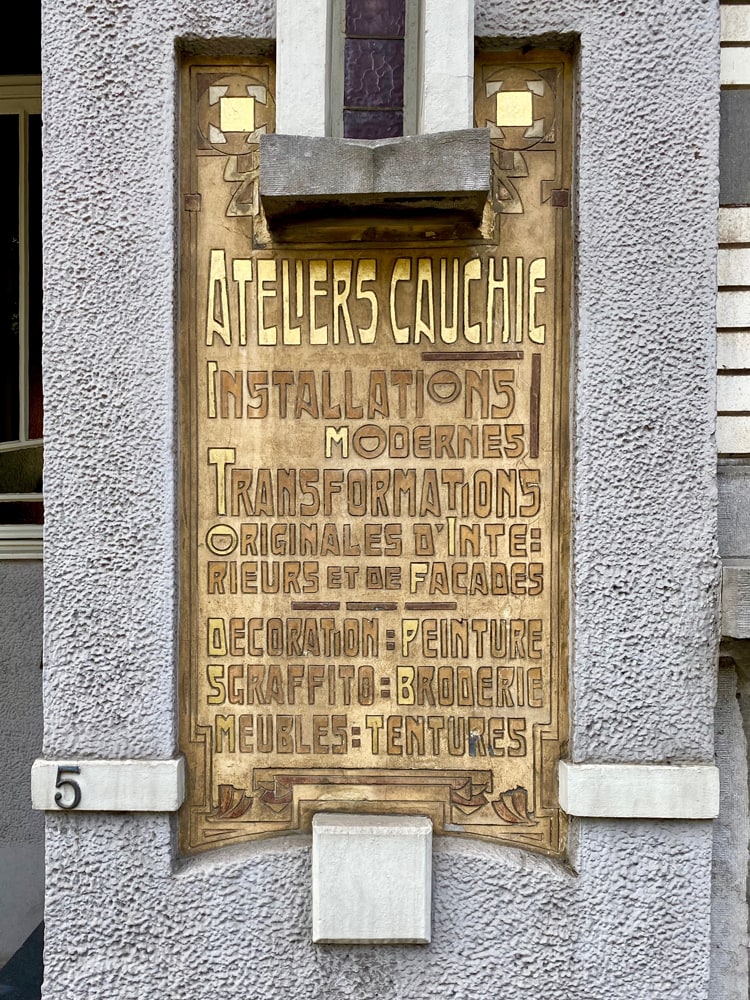 ATELIERS CAUCHIE
INSTALLATIONS
MODERNES
TRANSFORMATIONS
ORIGINALES D'INTE=
RIEURS ET DE FACADES
DECORATION : PEINTURE
SGRAFFITO : BRODERIE
MEUBLES : TENTURES
5